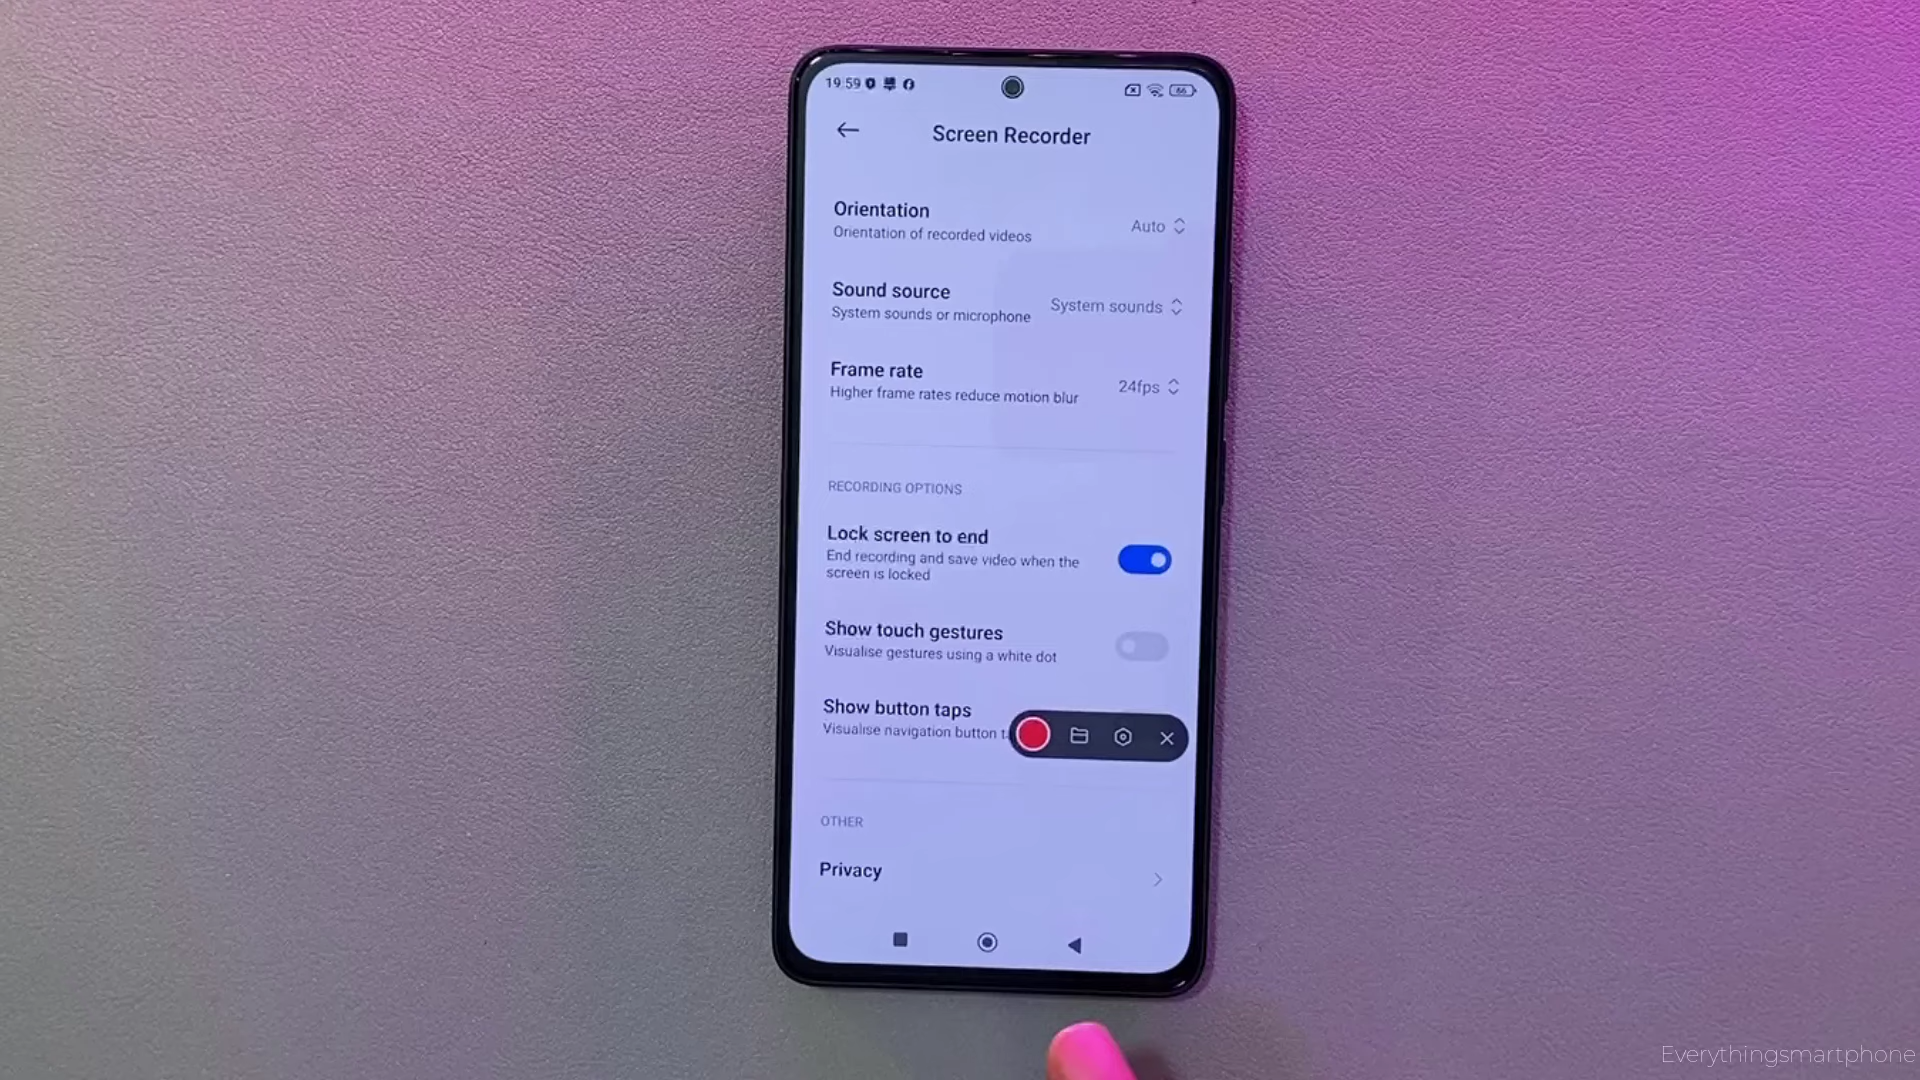 19:59
66
Screen Recorder
Orientation
Orientation of recorded videos
Auto
Sound source
System sounds or microphone
System sounds
Frame rate
Higher frame rates reduce motion blur
24fps
RECORDING OPTIONS
Lock screen to end
End recording and save video when the
screen is locked
Show touch gestures
Visualise gestures using a white dot
Show button taps
Visualise navigation button
OTHER
Privacy
Everythingsmartphone